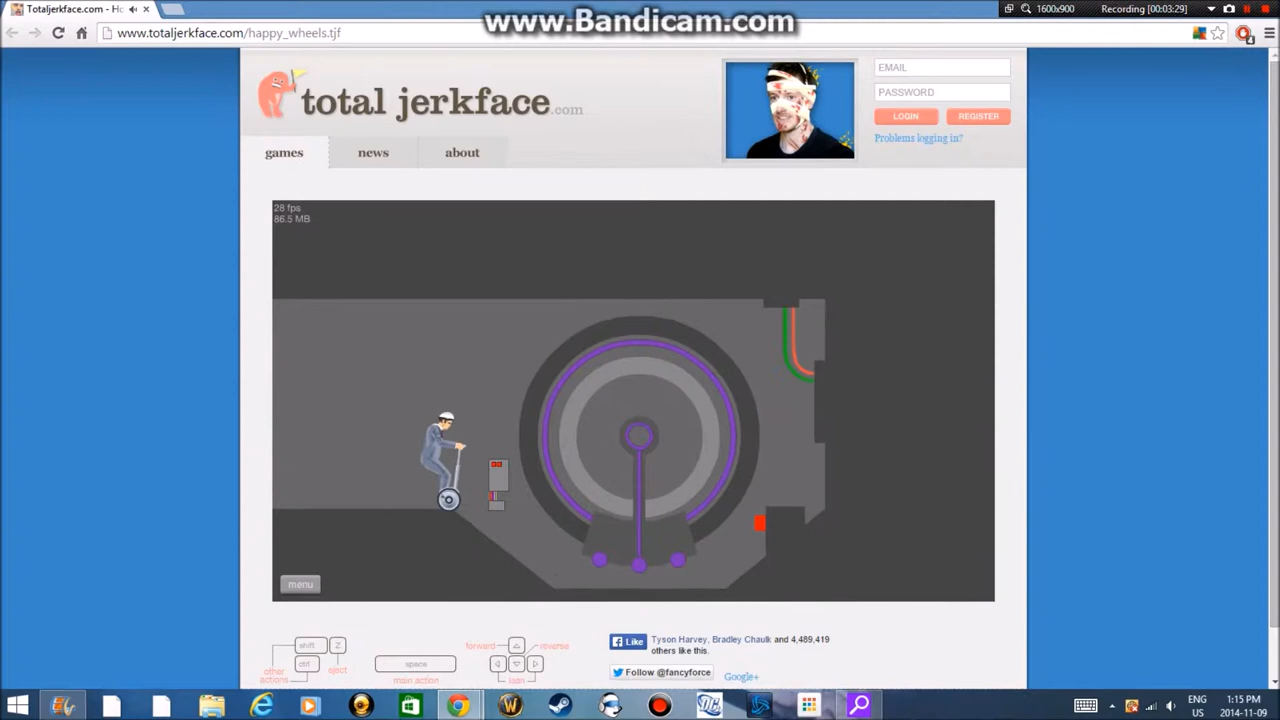 www.Bandicam.com
Totaljerkface.com - Ha
1600x900
Recording [00:03:29]
www.totaljerkface.com/happy_wheels.tjf
4
total jerkface.com
EMAIL
PASSWORD
LOGIN
REGISTER
Problems logging in?
games
news
about
28 fps
86.5 MB
menu
shift
Z
ctrl
other actions
eject
space
main action
forward
reverse
lean
Like
Tyson Harvey, Bradley Chaulk and 4,489,419
others like this.
Follow @fancyforce
Google+
ENG
US
1:15 PM
2014-11-09